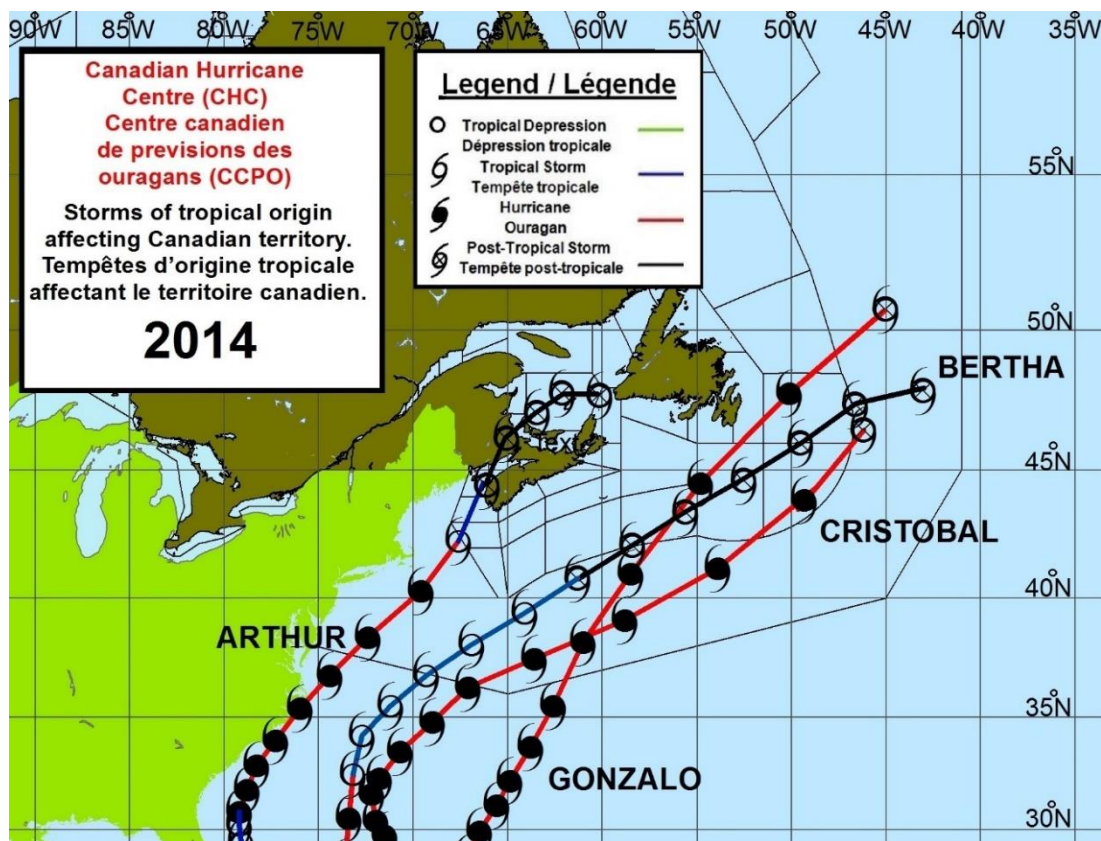 90W 85W 80W 75W 70W 65W 60W 55W 50W 45W 40W 35W
Canadian Hurricane
Centre (CHC)
Centre canadien
de previsions des
ouragans (CCPO)
Storms of tropical origin
affecting Canadian territory.
Tempêtes d'origine tropicale
affectant le territoire canadien.
2014
Legend / Légende
Tropical Depression
Dépression tropicale
Tropical Storm
Tempête tropicale
Hurricane
Ouragan
Post-Tropical Storm
Tempête post-tropicale
55N
50N
BERTHA
Text
45N
CRISTOBAL
40N
ARTHUR
35N
GONZALO
30N